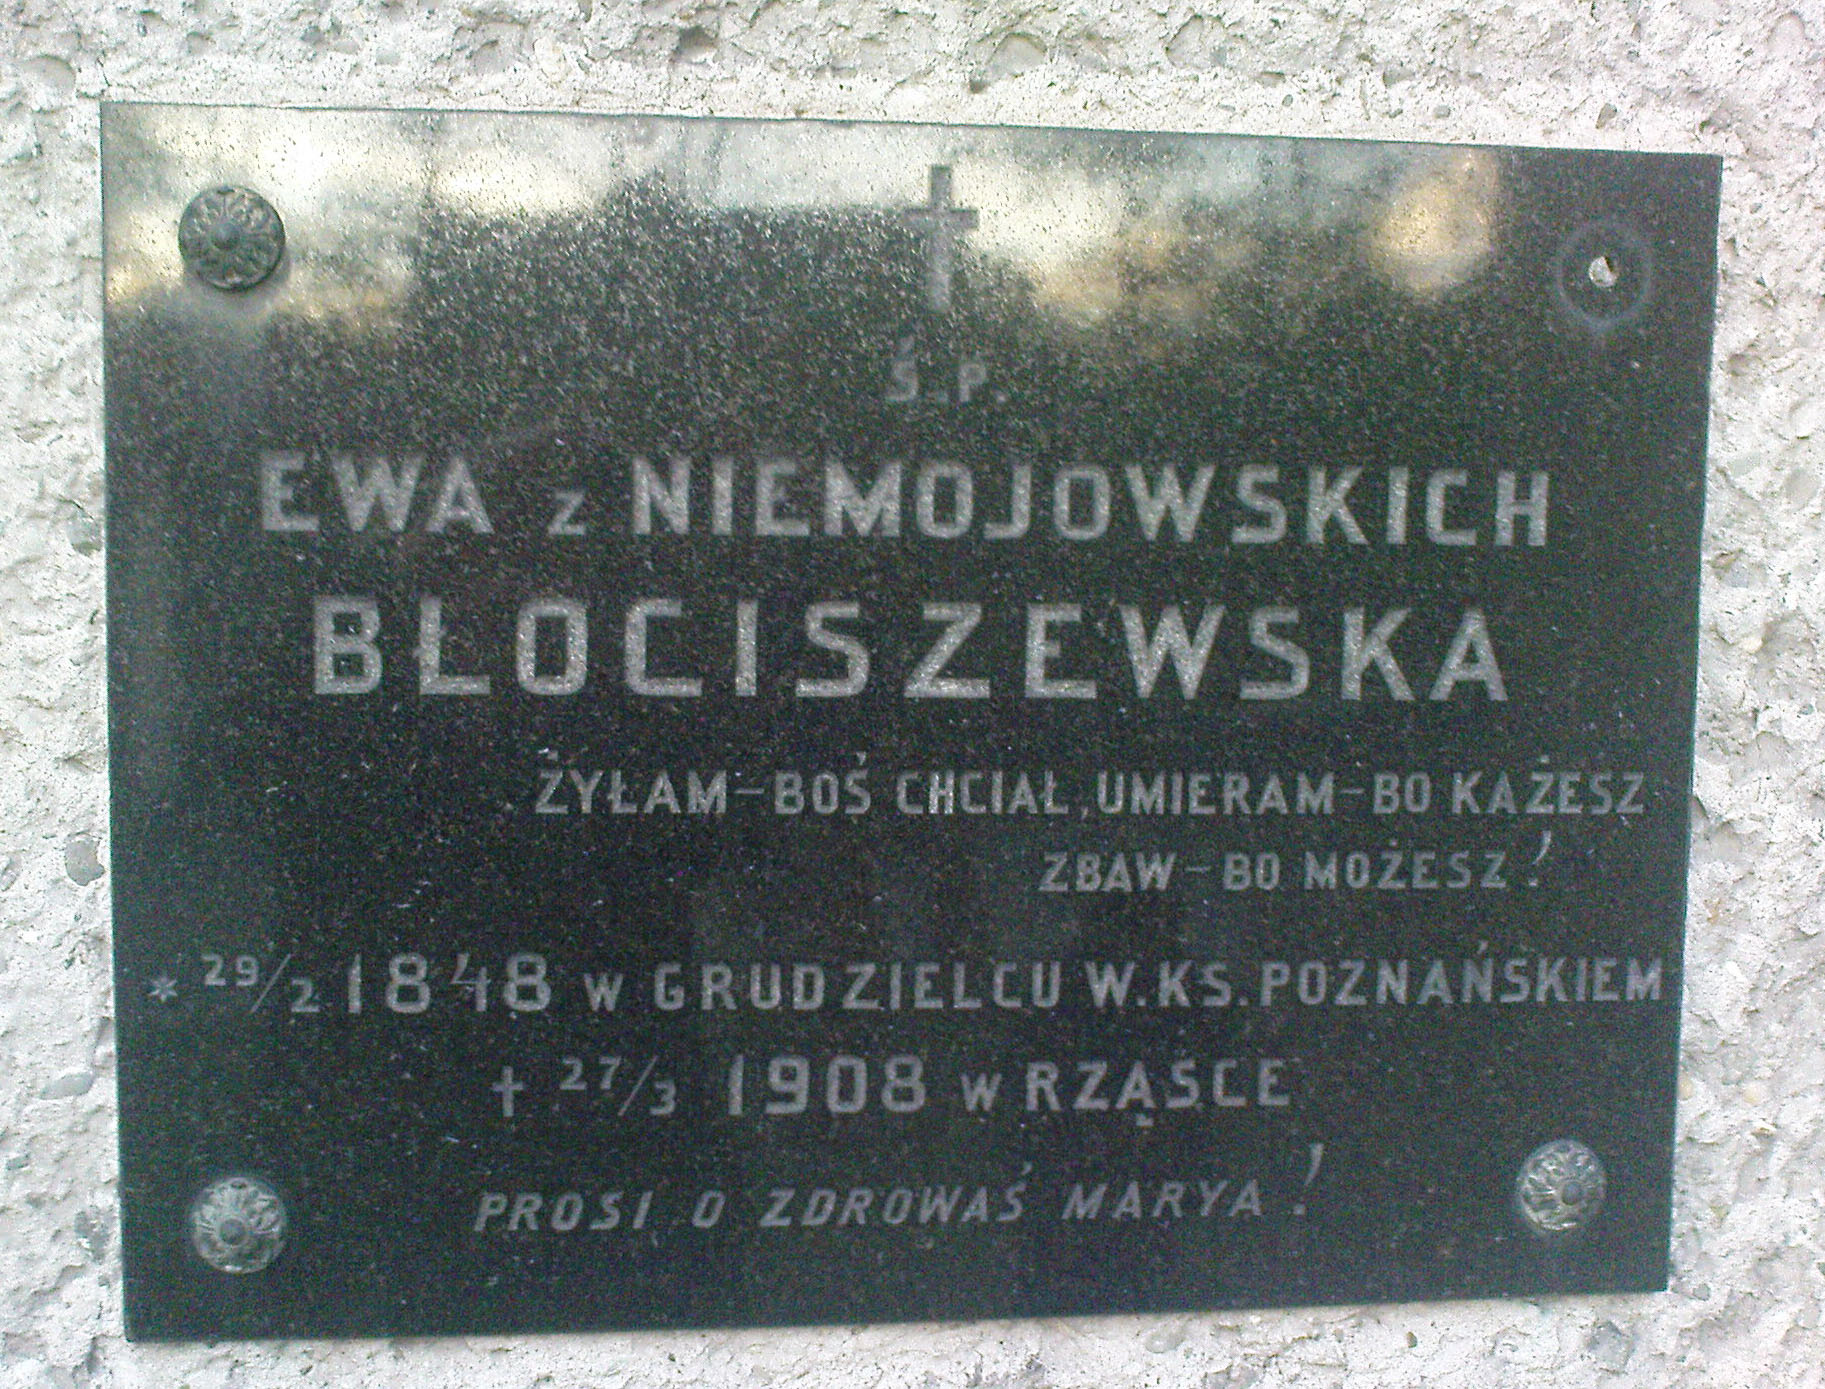 Ś.P.
EWA z NIEMOJOWSKICH
BŁOCISZEWSKA
ŻYŁAM-BOŚ CHCIAŁ, UMIERAM-BO KAŻESZ
ZBAW-BO MOŻESZ!
* 29/2 1848 W GRUDZIELCU W. KS. POZNAŃSKIEM
† 27/3 1908 W RZĄSCE
PROSI O ZDROWAŚ MARYA!